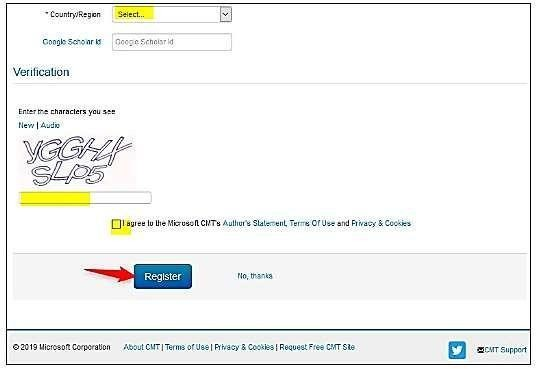 * Country/Region Select...
Google Scholar Id Google Scholar Id
Verification
Enter the characters you see
New | Audio
SLP5
I agree to the Microsoft CMT's Author's Statement, Terms Of Use and Privacy & Cookies
Register No, thanks
© 2019 Microsoft Corporation About CMT | Terms of Use | Privacy & Cookies | Request Free CMT Site CMT Support